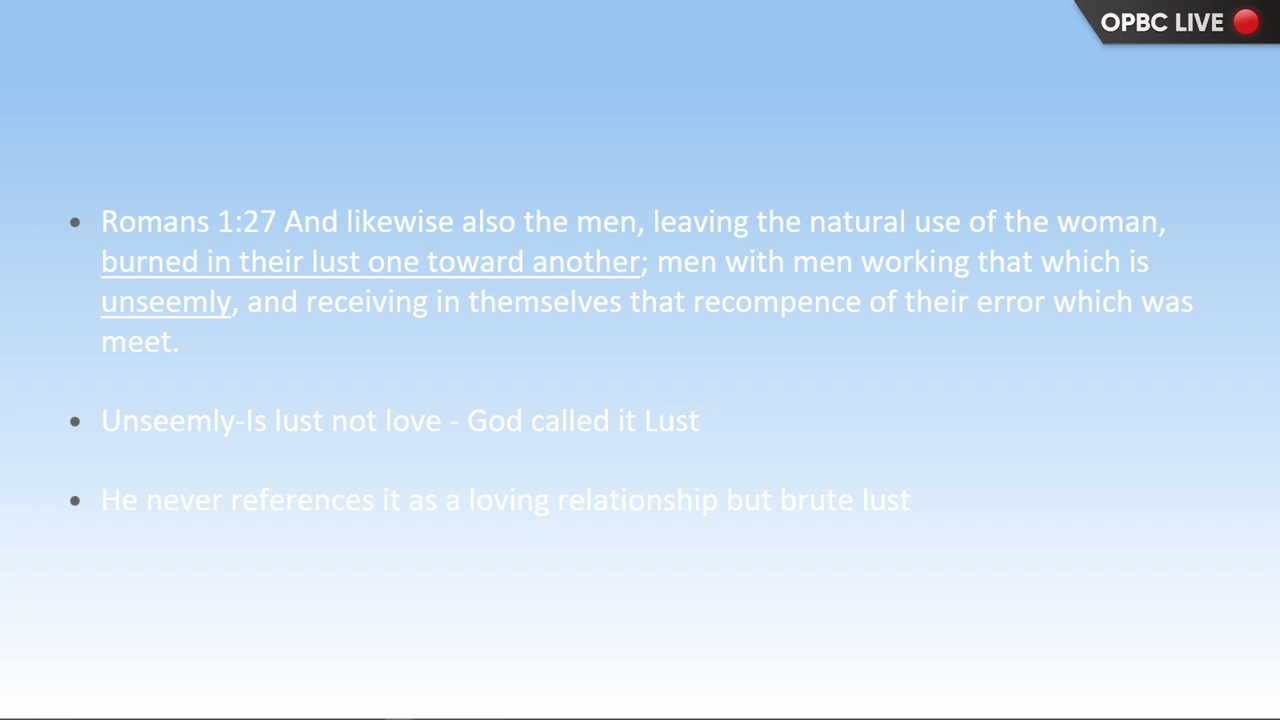 OPBC LIVE
• Romans 1:27 And likewise also the men, leaving the natural use of the woman,
burned in their lust one toward another; men with men working that which is
unseemly, and receiving in themselves that recompence of their error which was
meet.
• Unseemly-Is lust not love - God called it Lust
• He never references it as a loving relationship but brute lust